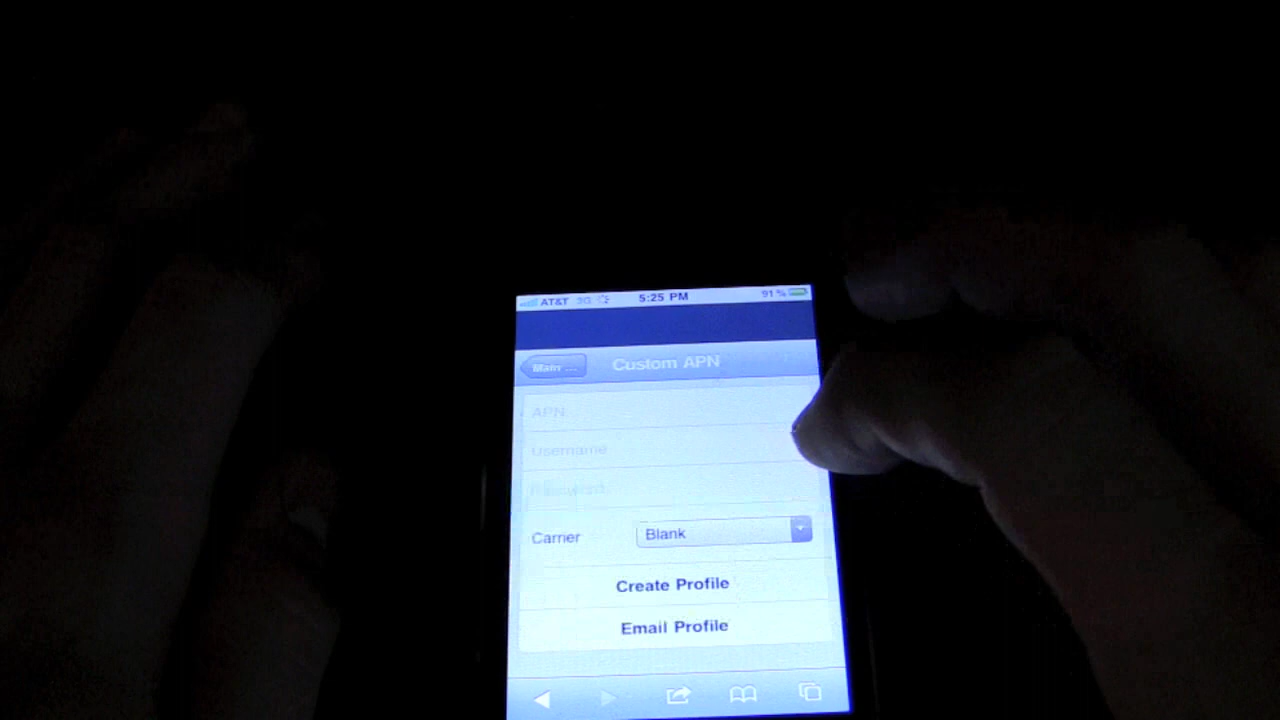 AT&T 3G 5:25 PM 91%
Main ... Custom APN
APN
Username
Password
Carrier Blank
Create Profile
Email Profile